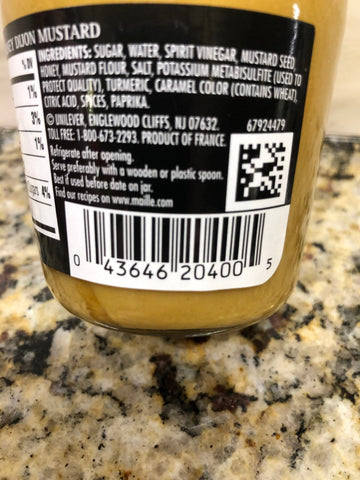 EY DIJON MUSTARD
INGREDIENTS: SUGAR, WATER, SPIRIT VINEGAR, MUSTARD SEED,
HONEY, MUSTARD FLOUR, SALT, POTASSIUM METABISULFITE (USED TO
PROTECT QUALITY), TURMERIC, CARAMEL COLOR (CONTAINS WHEAT),
CITRIC ACID, SPICES, PAPRIKA.
© UNILEVER, ENGLEWOOD CLIFFS, NJ 07632. 67924479
TOLL FREE: 1-800-673-2293. PRODUCT OF FRANCE.
Refrigerate after opening.
Serve preferably with a wooden or plastic spoon.
Best if used before date on jar.
Find our recipes on www.maille.com
% DV
1%
3%
1%
ugars 4%
0 43646 20400 5